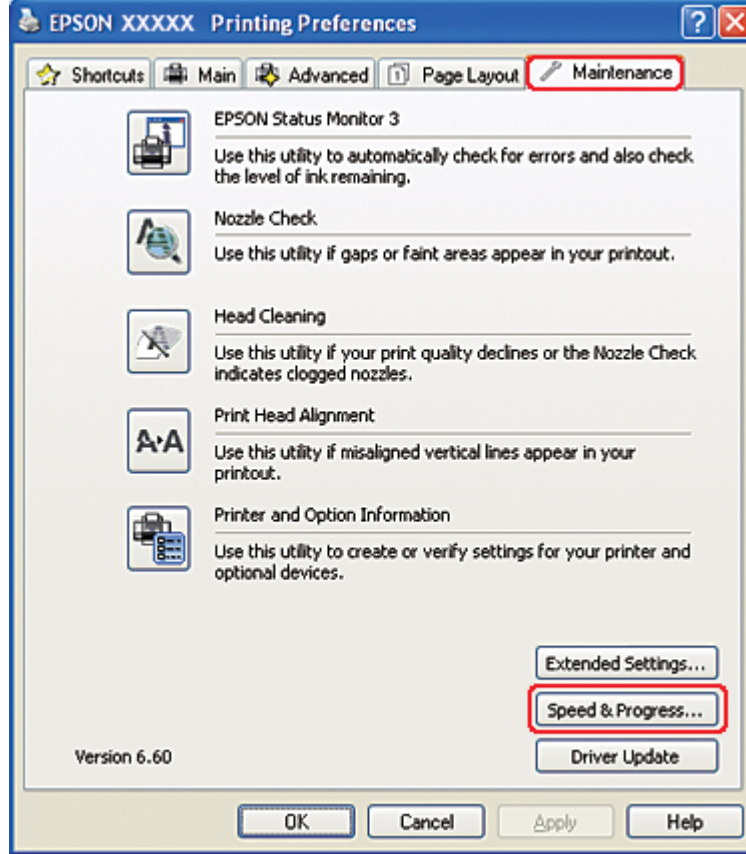 EPSON XXXXX Printing Preferences
Shortcuts Main Advanced Page Layout Maintenance
EPSON Status Monitor 3
Use this utility to automatically check for errors and also check
the level of ink remaining.
Nozzle Check
Use this utility if gaps or faint areas appear in your printout.
Head Cleaning
Use this utility if your print quality declines or the Nozzle Check
indicates clogged nozzles.
Print Head Alignment
Use this utility if misaligned vertical lines appear in your
printout.
Printer and Option Information
Use this utility to create or verify settings for your printer and
optional devices.
Extended Settings...
Speed & Progress...
Version 6.60 Driver Update
OK Cancel Apply Help